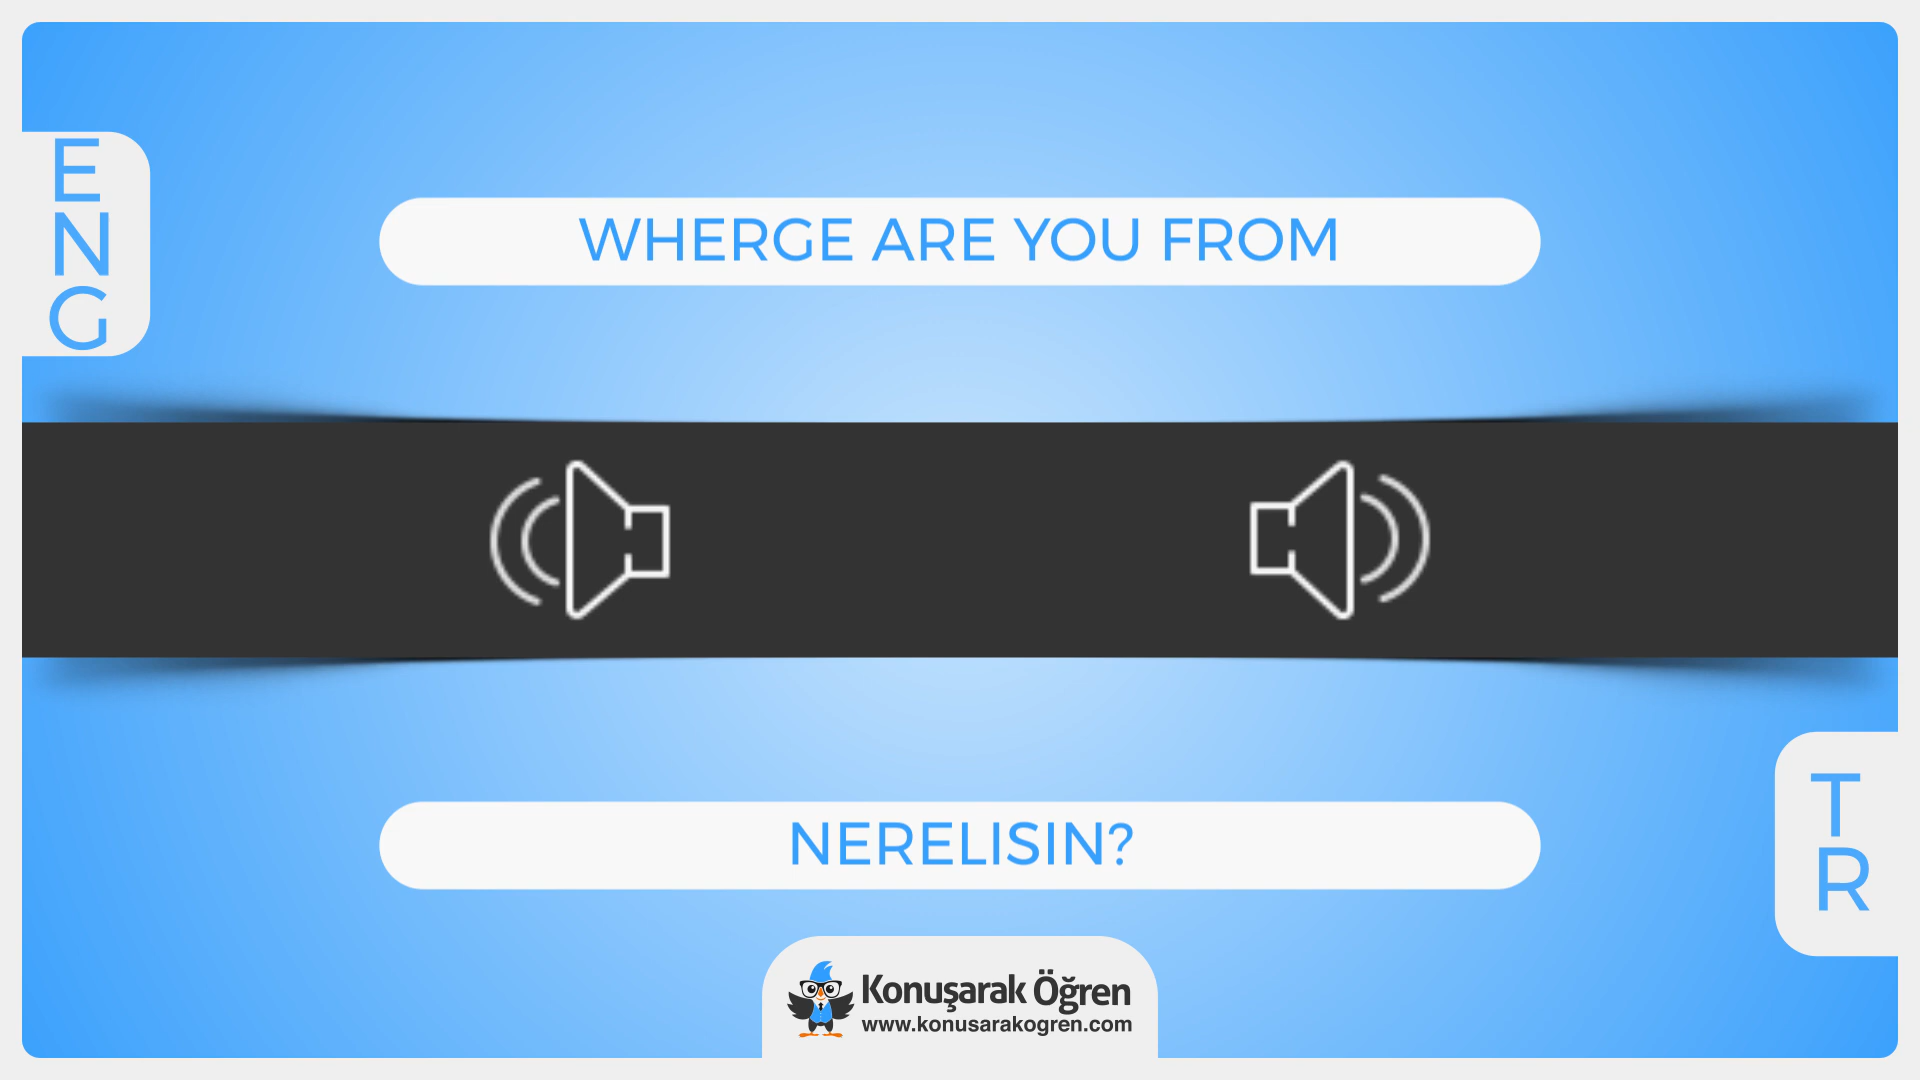 ENG
WHERGE ARE YOU FROM
NERELISIN?
TR
Konuşarak Öğren
www.konusarakogren.com